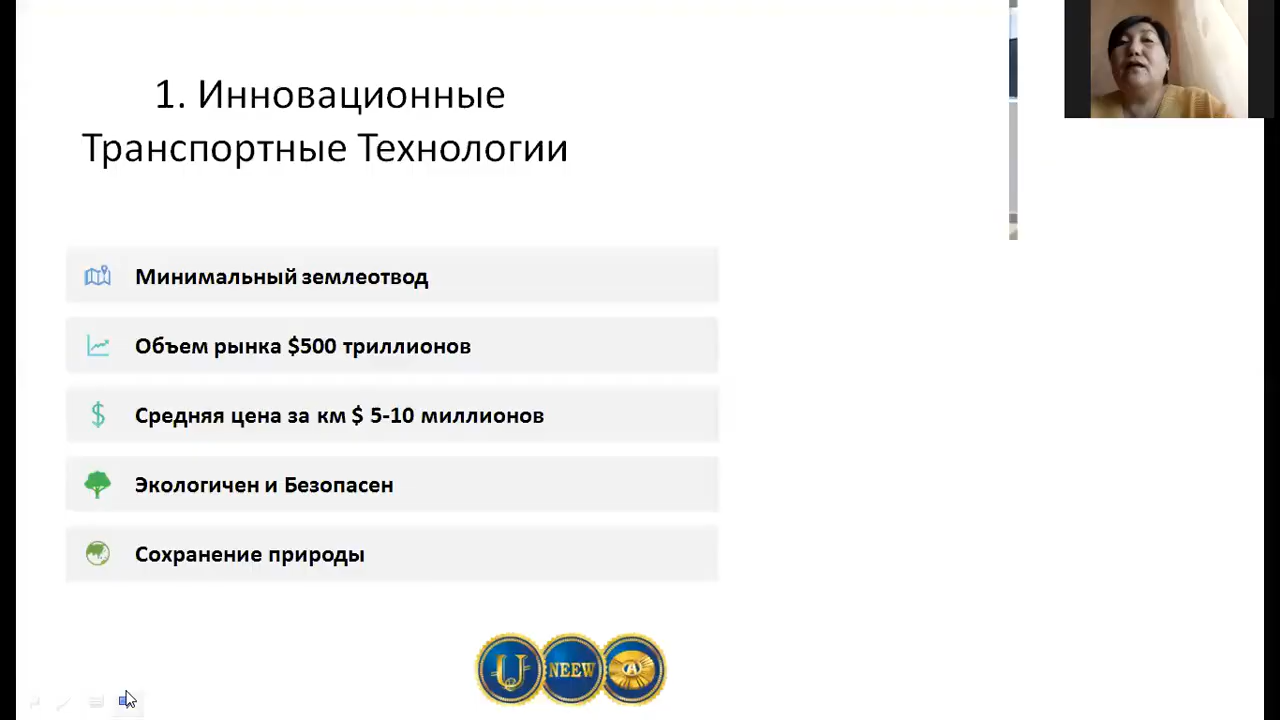 1. Инновационные
Транспортные Технологии
Минимальный землеотвод
Объем рынка $500 триллионов
Средняя цена за км $ 5-10 миллионов
Экологичен и Безопасен
Сохранение природы
U NEEW A